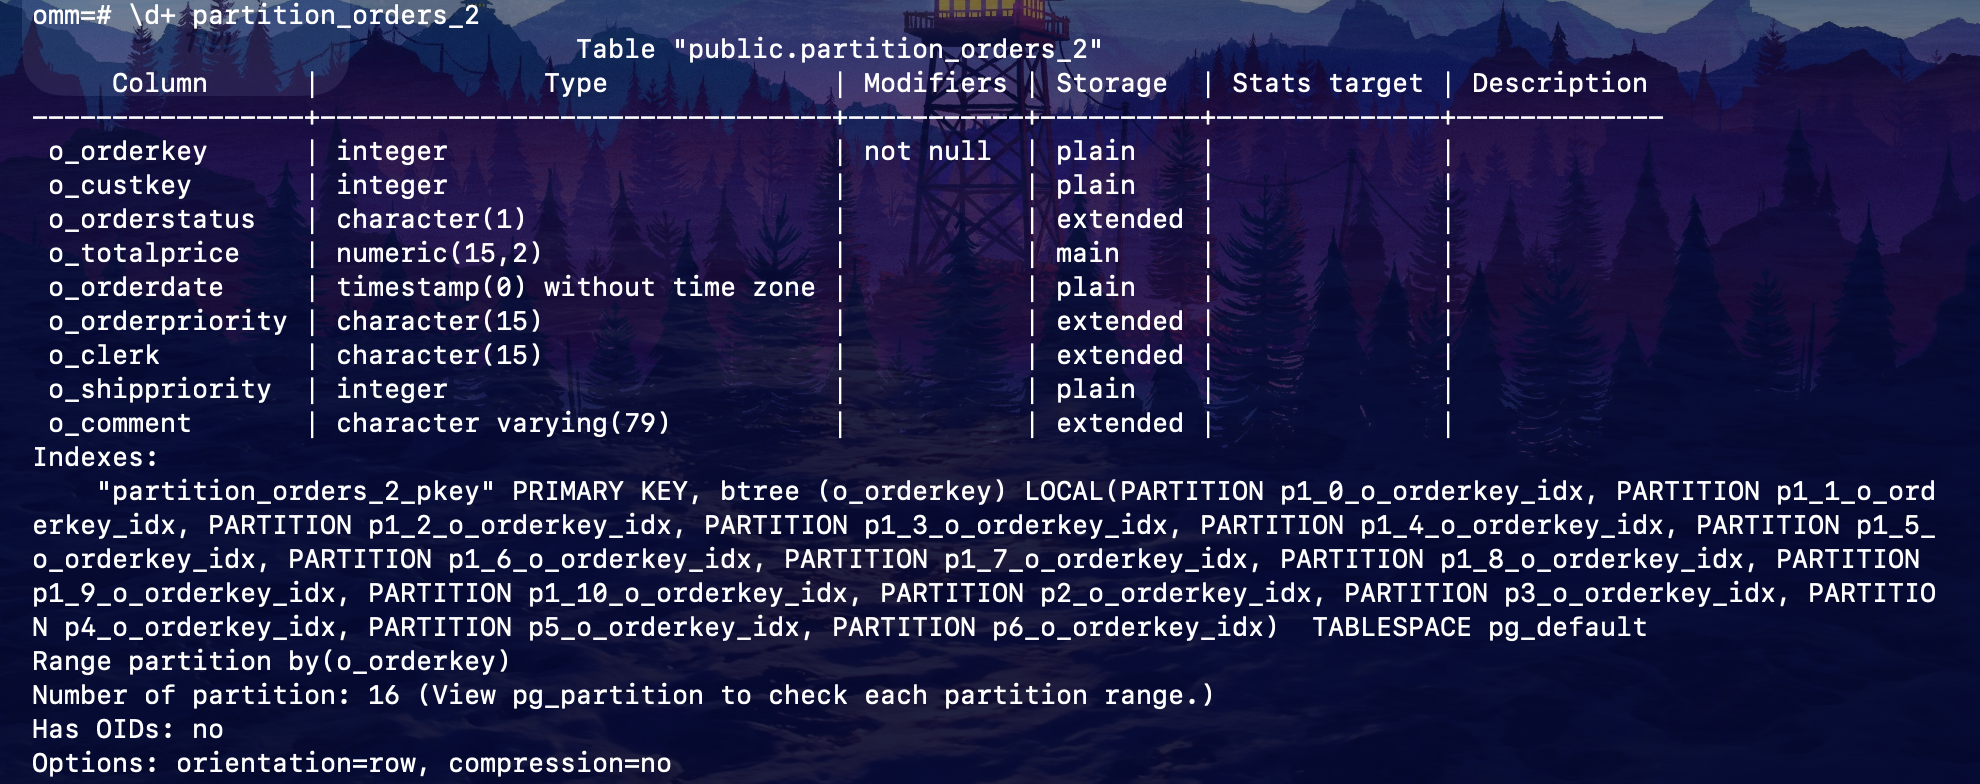 omm=# \d+ partition_orders_2
                                  Table "public.partition_orders_2"
     Column      |              Type              | Modifiers | Storage  | Stats target | Description
-----------------+--------------------------------+-----------+----------+--------------+-------------
 o_orderkey      | integer                        | not null  | plain    |              |
 o_custkey       | integer                        |           | plain    |              |
 o_orderstatus   | character(1)                   |           | extended |              |
 o_totalprice    | numeric(15,2)                  |           | main     |              |
 o_orderdate     | timestamp(0) without time zone |           | plain    |              |
 o_orderpriority | character(15)                  |           | extended |              |
 o_clerk         | character(15)                  |           | extended |              |
 o_shippriority  | integer                        |           | plain    |              |
 o_comment       | character varying(79)          |           | extended |              |
Indexes:
    "partition_orders_2_pkey" PRIMARY KEY, btree (o_orderkey) LOCAL(PARTITION p1_0_o_orderkey_idx, PARTITION p1_1_o_ord
erkey_idx, PARTITION p1_2_o_orderkey_idx, PARTITION p1_3_o_orderkey_idx, PARTITION p1_4_o_orderkey_idx, PARTITION p1_5_
o_orderkey_idx, PARTITION p1_6_o_orderkey_idx, PARTITION p1_7_o_orderkey_idx, PARTITION p1_8_o_orderkey_idx, PARTITION
p1_9_o_orderkey_idx, PARTITION p1_10_o_orderkey_idx, PARTITION p2_o_orderkey_idx, PARTITION p3_o_orderkey_idx, PARTITIO
N p4_o_orderkey_idx, PARTITION p5_o_orderkey_idx, PARTITION p6_o_orderkey_idx)  TABLESPACE pg_default
Range partition by(o_orderkey)
Number of partition: 16 (View pg_partition to check each partition range.)
Has OIDs: no
Options: orientation=row, compression=no